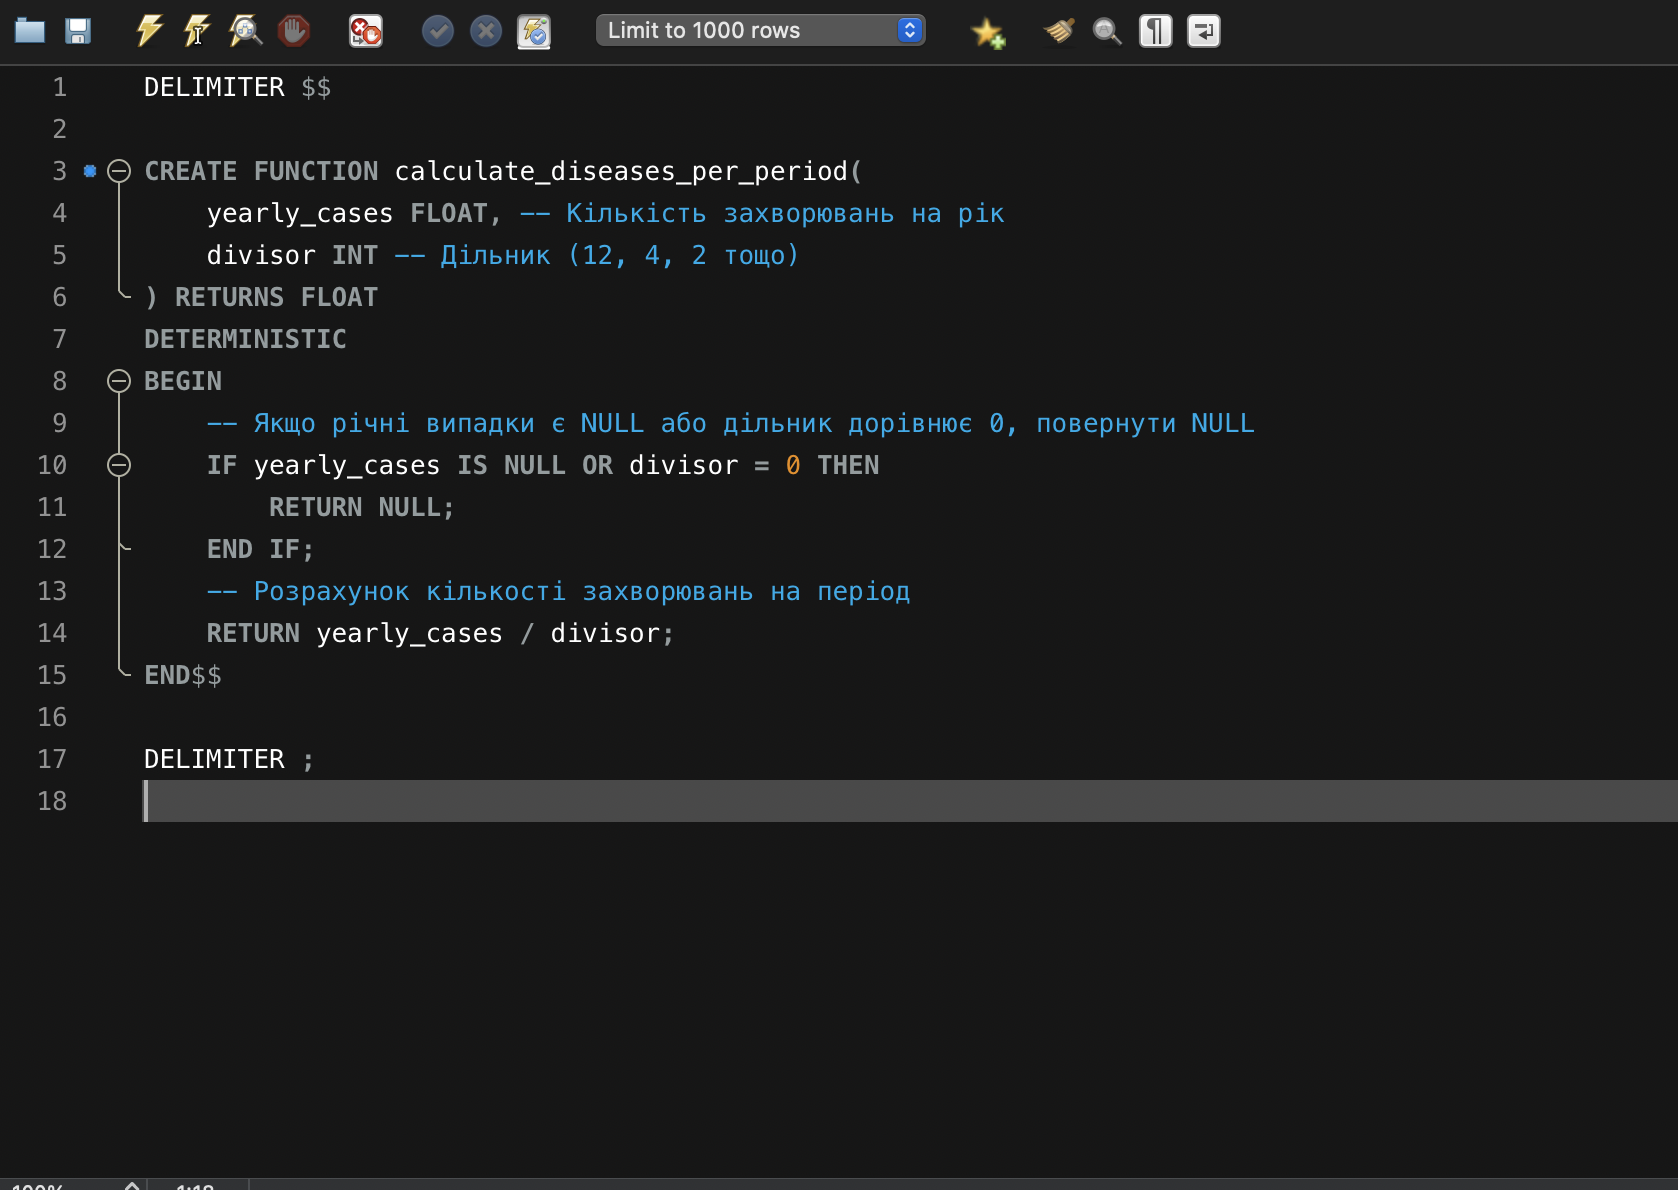 Limit to 1000 rows
1 DELIMITER $$
2
3 CREATE FUNCTION calculate_diseases_per_period(
4 yearly_cases FLOAT, -- Кількість захворювань на рік
5 divisor INT -- Дільник (12, 4, 2 тощо)
6 ) RETURNS FLOAT
7 DETERMINISTIC
8 BEGIN
9 -- Якщо річні випадки є NULL або дільник дорівнює 0, повернути NULL
10 IF yearly_cases IS NULL OR divisor = 0 THEN
11 RETURN NULL;
12 END IF;
13 -- Розрахунок кількості захворювань на період
14 RETURN yearly_cases / divisor;
15 END$$
16
17 DELIMITER ;
18
100%
1:18